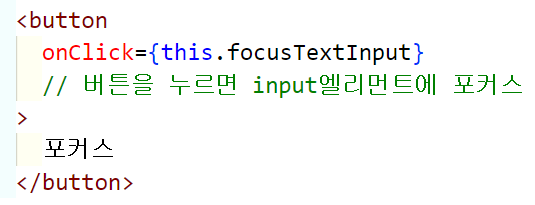 <button
onClick={this.focusTextInput}
// 버튼을 누르면 input엘리먼트에 포커스
>
포커스
</button>